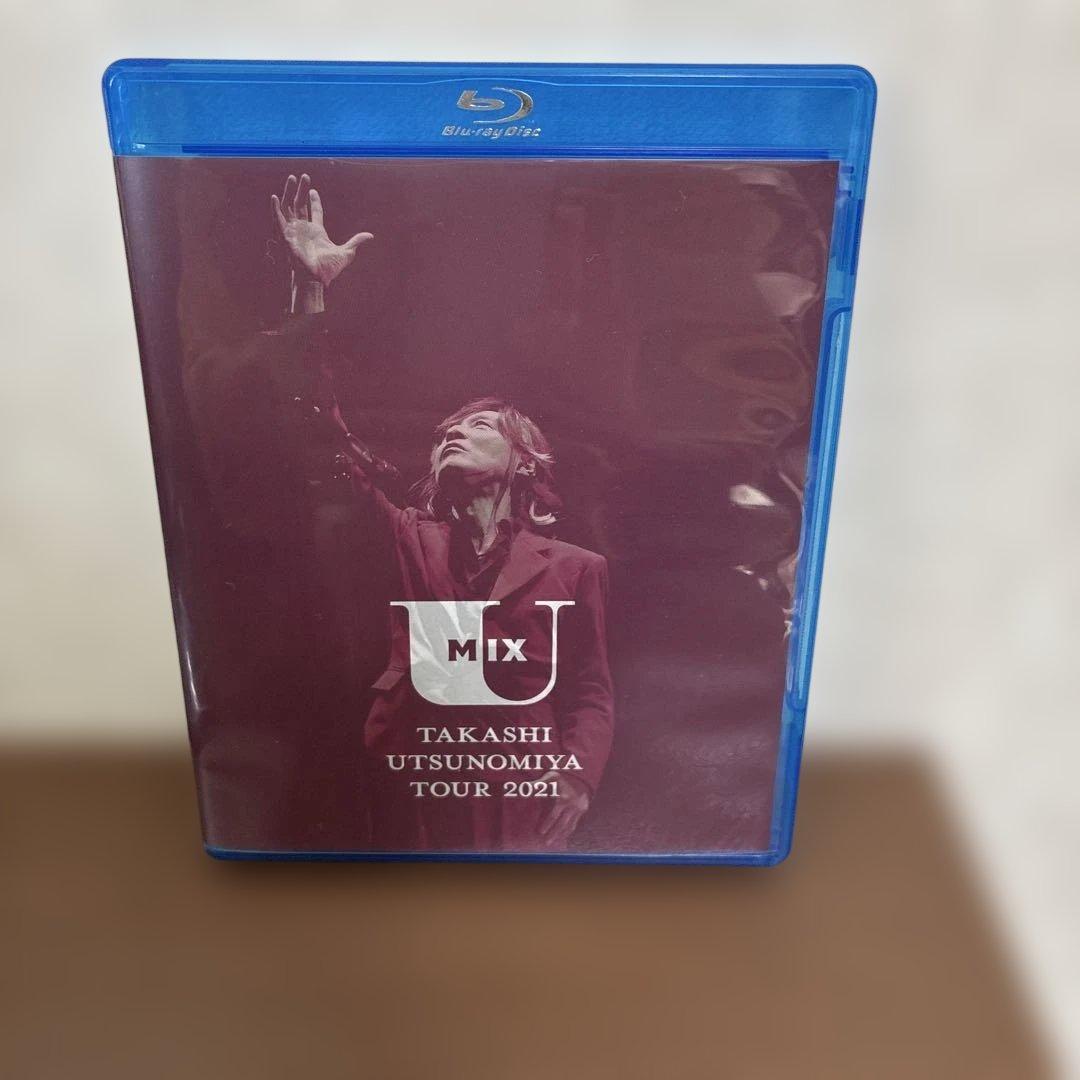 Blu-ray Disc
U
MIX
TAKASHI
UTSUNOMIYA
TOUR 2021